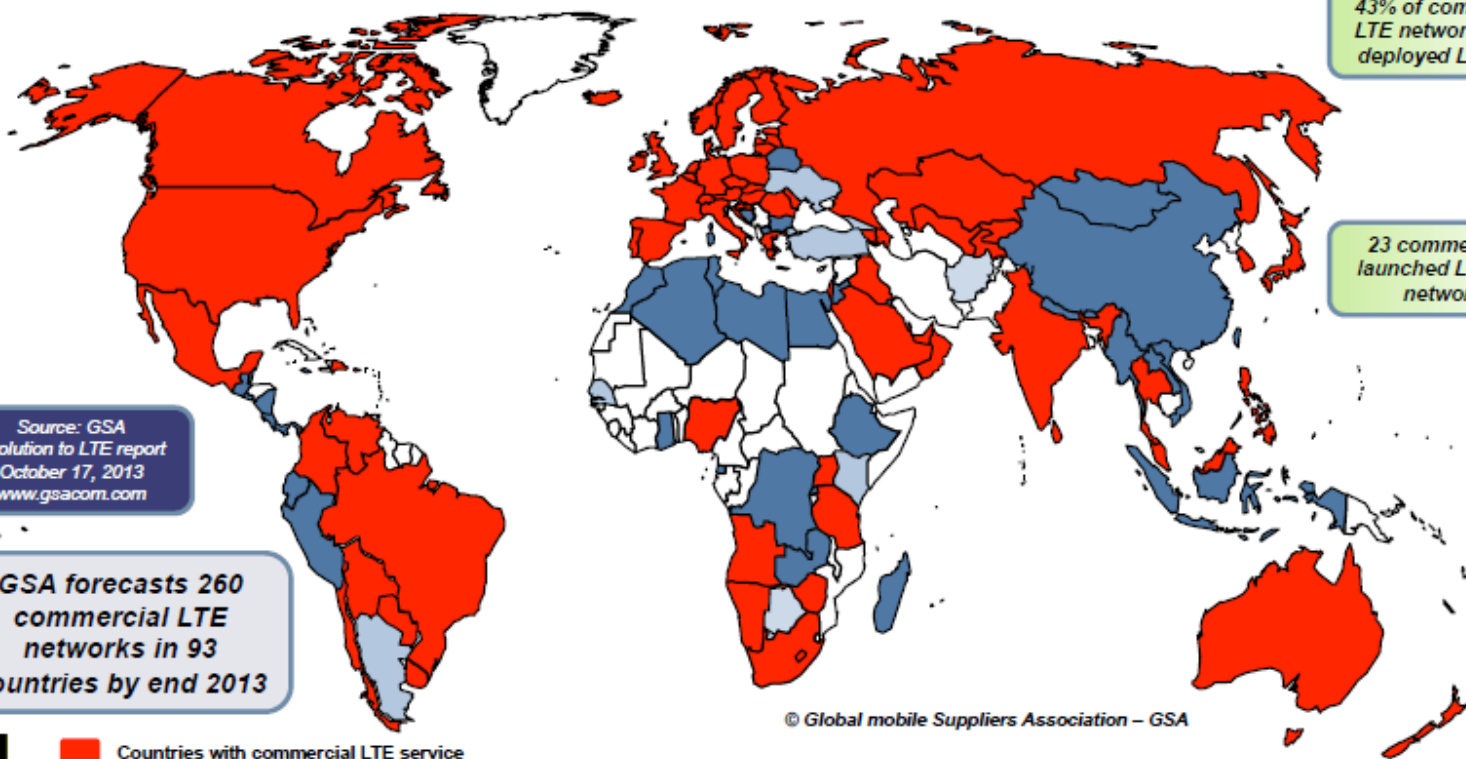 43% of com
LTE networ
deployed L
23 comme
launched L
networ
Source: GSA
olution to LTE report
October 17, 2013
www.gsacom.com
GSA forecasts 260
commercial LTE
networks in 93
ountries by end 2013
© Global mobile Suppliers Association – GSA
Countries with commercial LTE service